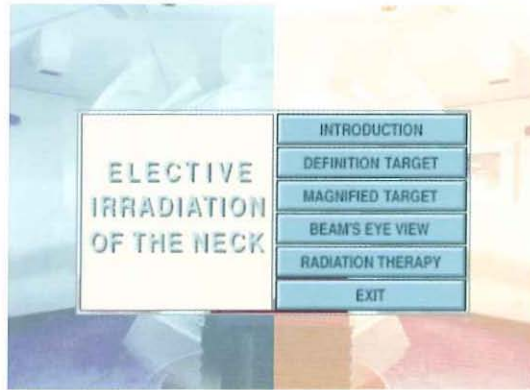 ELECTIVE
IRRADIATION
OF THE NECK
INTRODUCTION
DEFINITION TARGET
MAGNIFIED TARGET
BEAM'S EYE VIEW
RADIATION THERAPY
EXIT